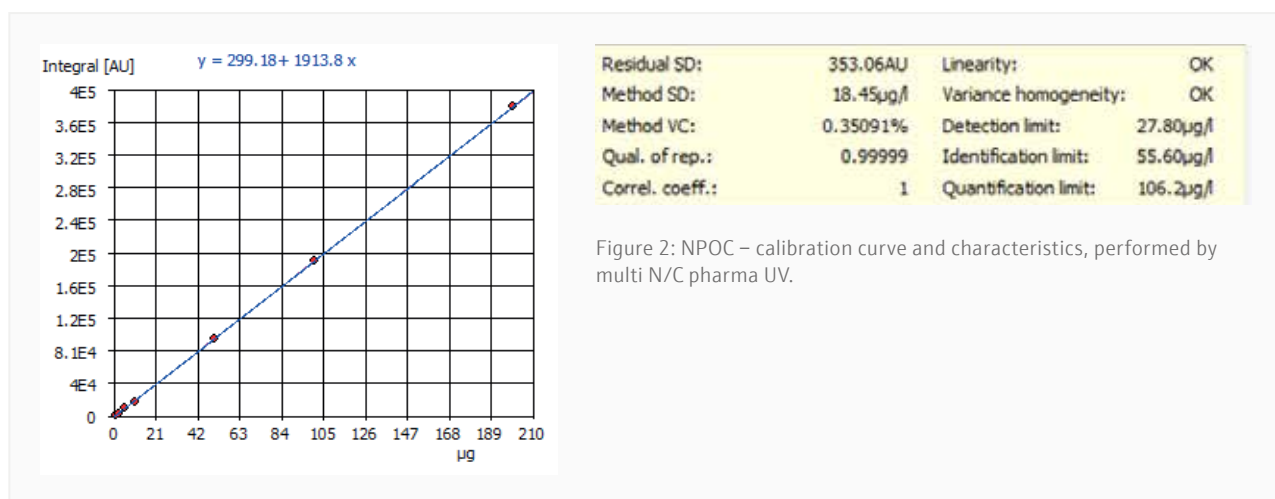 Integral [AU]
y = 299.18+ 1913.8 x
4E5
3.6E5
3.2E5
2.8E5
2.4E5
2E5
1.6E5
1.2E5
8.1E4
4E4
0
0 21 42 63 84 105 126 147 168 189 210
µg
Residual SD: 353.06AU Linearity: OK
Method SD: 18.45µg/l Variance homogeneity: OK
Method VC: 0.35091% Detection limit: 27.80µg/l
Qual. of rep.: 0.99999 Identification limit: 55.60µg/l
Correl. coeff.: 1 Quantification limit: 106.2µg/l
Figure 2: NPOC – calibration curve and characteristics, performed by
multi N/C pharma UV.